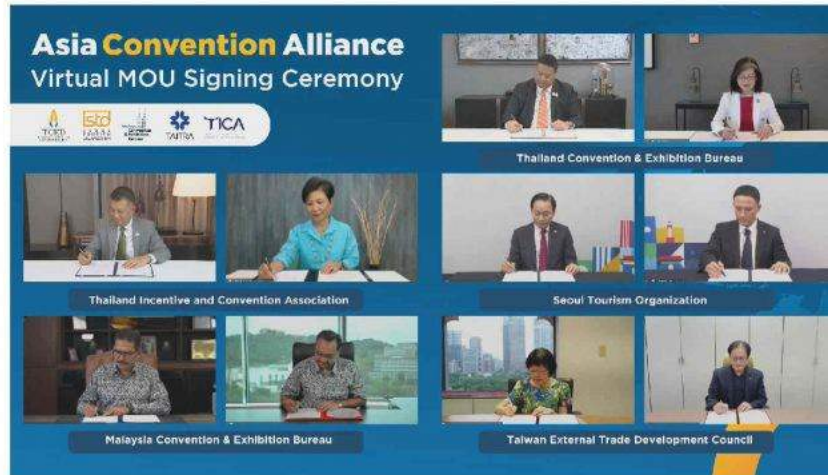 Asia Convention Alliance
Virtual MOU Signing Ceremony
TAITRA
TICA
Thailand Convention & Exhibition Bureau
Thailand Incentive and Convention Association
Seoul Tourism Organization
Malaysia Convention & Exhibition Bureau
Taiwan External Trade Development Council